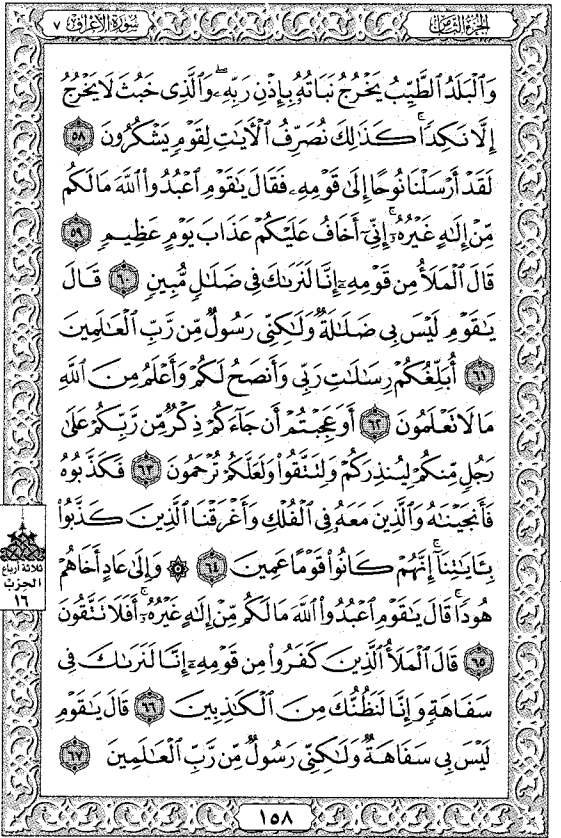 الجزء الثامن
سورة الأعراف ٧
وَٱلۡبَلَدُ ٱلطَّيِّبُ يَخۡرُجُ نَبَاتُهُۥ بِإِذۡنِ رَبِّهِۦۖ وَٱلَّذِى خَبُثَ لَا يَخۡرُجُ
إِلَّا نَكِدٗاۚ كَذَٰلِكَ نُصَرِّفُ ٱلۡأٓيَٰتِ لِقَوۡمٖ يَشۡكُرُونَ ٥٨
لَقَدۡ أَرۡسَلۡنَا نُوحًا إِلَىٰ قَوۡمِهِۦ فَقَالَ يَٰقَوۡمِ ٱعۡبُدُواْ ٱللَّهَ مَا لَكُم
مِّنۡ إِلَٰهٍ غَيۡرُهُۥٓۚ إِنِّىٓ أَخَافُ عَلَيۡكُمۡ عَذَابَ يَوۡمٍ عَظِيمٖ ٥٩
قَالَ ٱلۡمَلَأُ مِن قَوۡمِهِۦٓ إِنَّا لَنَرَىٰكَ فِى ضَلَٰلٖ مُّبِينٖ ٦٠ قَالَ
يَٰقَوۡمِ لَيۡسَ بِى ضَلَٰلَةٞ وَلَٰكِنِّى رَسُولٞ مِّن رَّبِّ ٱلۡعَٰلَمِينَ
٦١ أُبَلِّغُكُمۡ رِسَٰلَٰتِ رَبِّى وَأَنصَحُ لَكُمۡ وَأَعۡلَمُ مِنَ ٱللَّهِ
مَا لَا تَعۡلَمُونَ ٦٢ أَوَعَجِبۡتُمۡ أَن جَآءَكُمۡ ذِكۡرٞ مِّن رَّبِّكُمۡ عَلَىٰ
رَجُلٖ مِّنكُمۡ لِيُنذِرَكُمۡ وَلِتَتَّقُواْ وَلَعَلَّكُمۡ تُرۡحَمُونَ ٦٣ فَكَذَّبُوهُ
فَأَنجَيۡنَٰهُ وَٱلَّذِينَ مَعَهُۥ فِى ٱلۡفُلۡكِ وَأَغۡرَقۡنَا ٱلَّذِينَ كَذَّبُواْ
بِـَٔايَٰتِنَآۚ إِنَّهُمۡ كَانُواْ قَوۡمًا عَمِينَ ٦٤ ۞ وَإِلَىٰ عَادٍ أَخَاهُمۡ
هُودٗاۚ قَالَ يَٰقَوۡمِ ٱعۡبُدُواْ ٱللَّهَ مَا لَكُم مِّنۡ إِلَٰهٍ غَيۡرُهُۥٓۚ أَفَلَا تَتَّقُونَ
٦٥ قَالَ ٱلۡمَلَأُ ٱلَّذِينَ كَفَرُواْ مِن قَوۡمِهِۦٓ إِنَّا لَنَرَىٰكَ فِى
سَفَاهَةٖ وَإِنَّا لَنَظُنُّكَ مِنَ ٱلۡكَٰذِبِينَ ٦٦ قَالَ يَٰقَوۡمِ
لَيۡسَ بِى سَفَاهَةٞ وَلَٰكِنِّى رَسُولٞ مِّن رَّبِّ ٱلۡعَٰلَمِينَ ٦٧
ثلاثة أرباع
الحزب
١٦
١٥٨